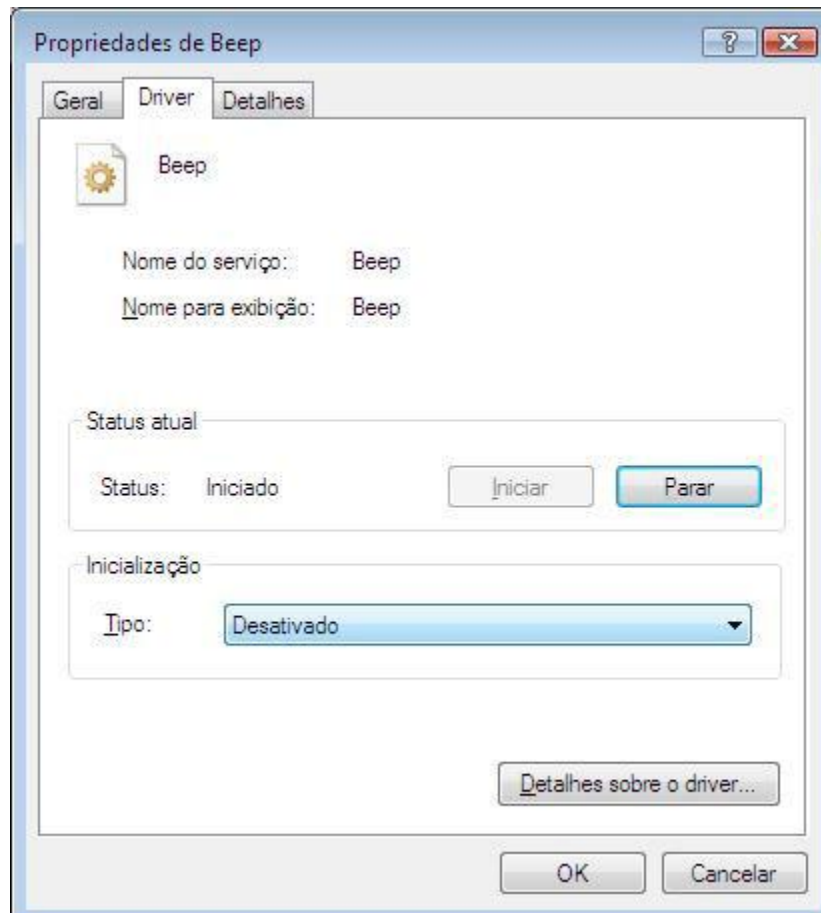 Propriedades de Beep
Geral Driver Detalhes
Beep
Nome do serviço: Beep
Nome para exibição: Beep
Status atual
Status: Iniciado Iniciar Parar
Inicialização
Tipo: Desativado
Detalhes sobre o driver...
OK Cancelar